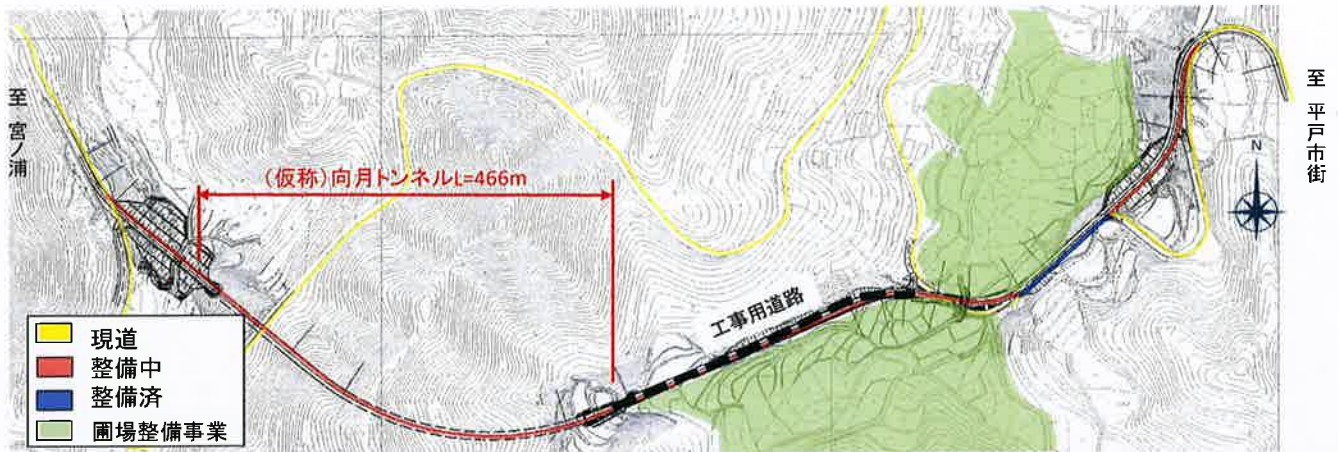 至 宮ノ浦
(仮称)向月トンネルL=466m
工事用道路
至 平戸市街
N
現道
整備中
整備済
圃場整備事業